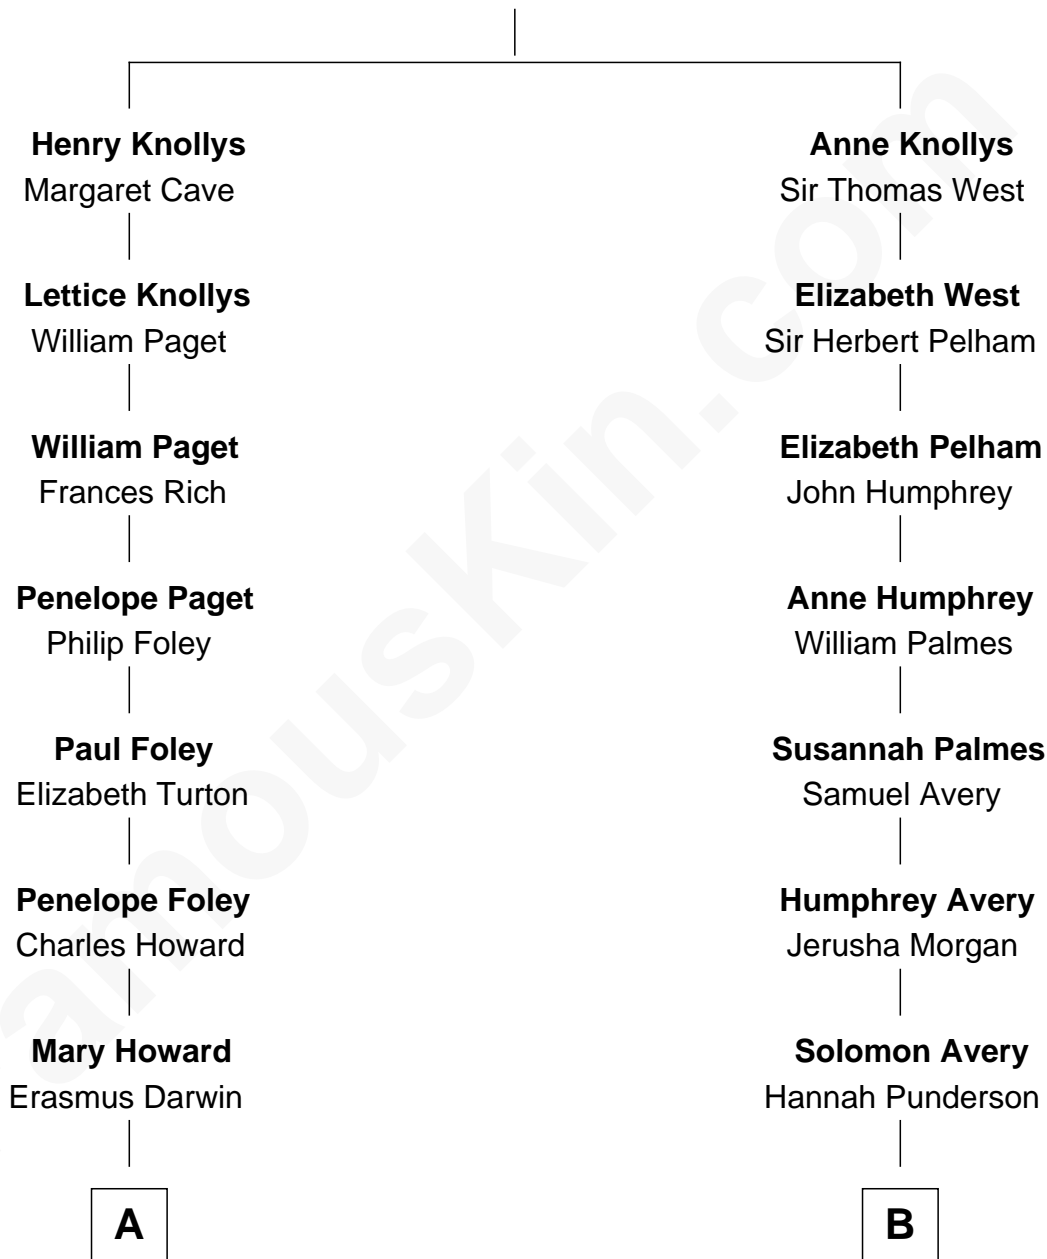 Henry Knollys
Margaret Cave
Lettice Knollys
William Paget
William Paget
Frances Rich
Penelope Paget
Philip Foley
Paul Foley
Elizabeth Turton
Penelope Foley
Charles Howard
Mary Howard
Erasmus Darwin
A
Anne Knollys
Sir Thomas West
Elizabeth West
Sir Herbert Pelham
Elizabeth Pelham
John Humphrey
Anne Humphrey
William Palmes
Susannah Palmes
Samuel Avery
Humphrey Avery
Jerusha Morgan
Solomon Avery
Hannah Punderson
B
amousKin.com